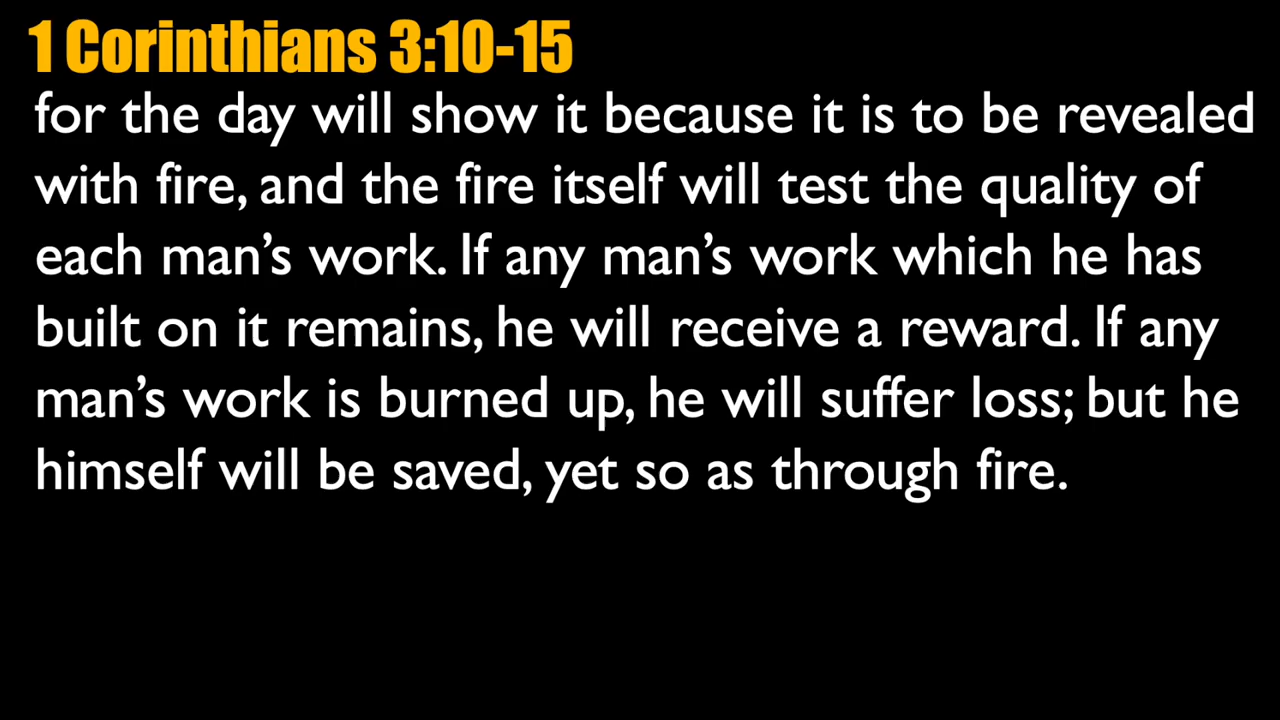 1 Corinthians 3:10-15
for the day will show it because it is to be revealed
with fire, and the fire itself will test the quality of
each man’s work. If any man’s work which he has
built on it remains, he will receive a reward. If any
man’s work is burned up, he will suffer loss; but he
himself will be saved, yet so as through fire.